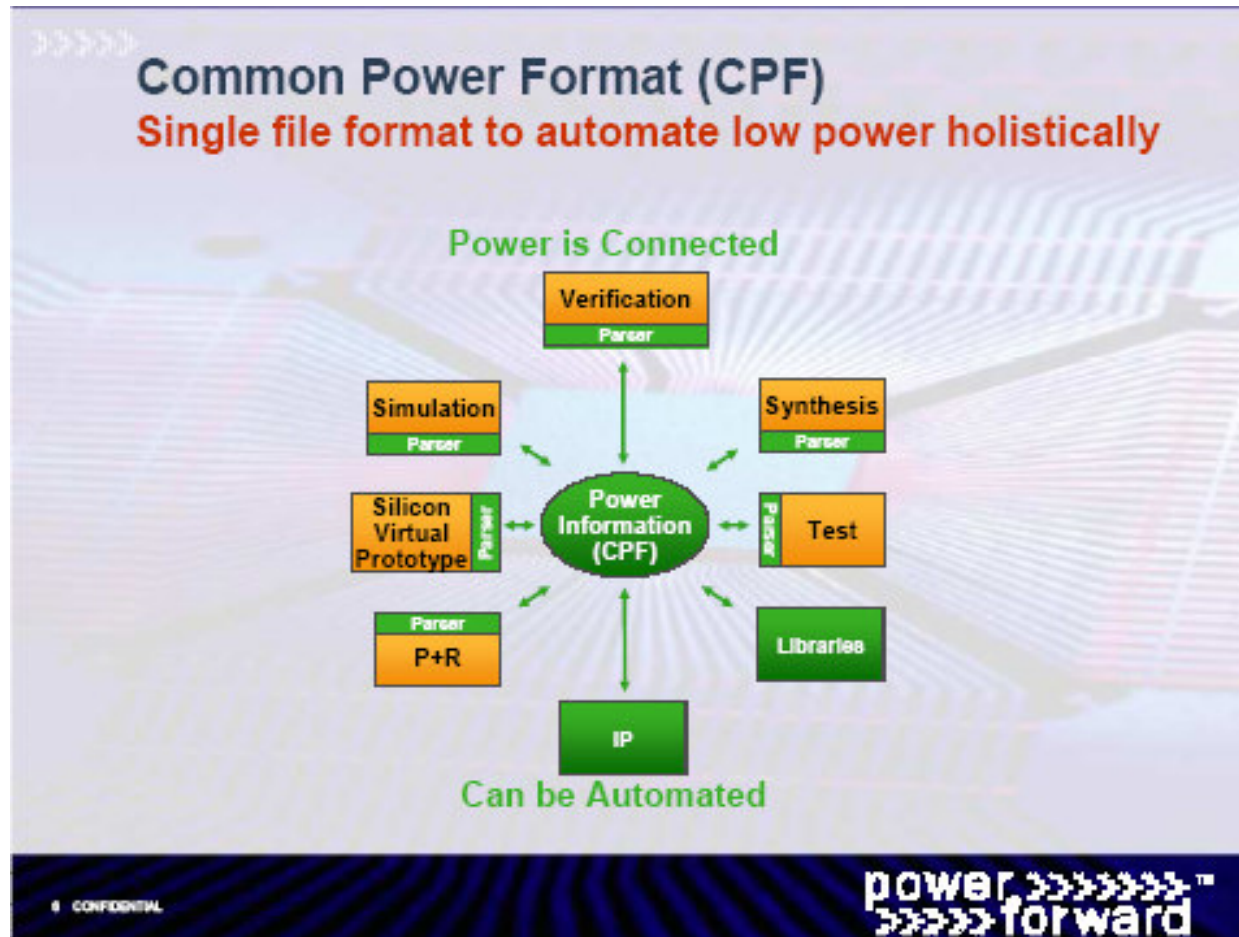 Common Power Format (CPF)
Single file format to automate low power holistically
Power is Connected
Verification
Parser
Simulation
Parser
Synthesis
Parser
Silicon
Virtual
Prototype
Parser
Power
Information
(CPF)
Parser
Test
Parser
P+R
Libraries
IP
Can be Automated
6 CONFIDENTIAL
power >>>>>>> ™
>>>>> forward